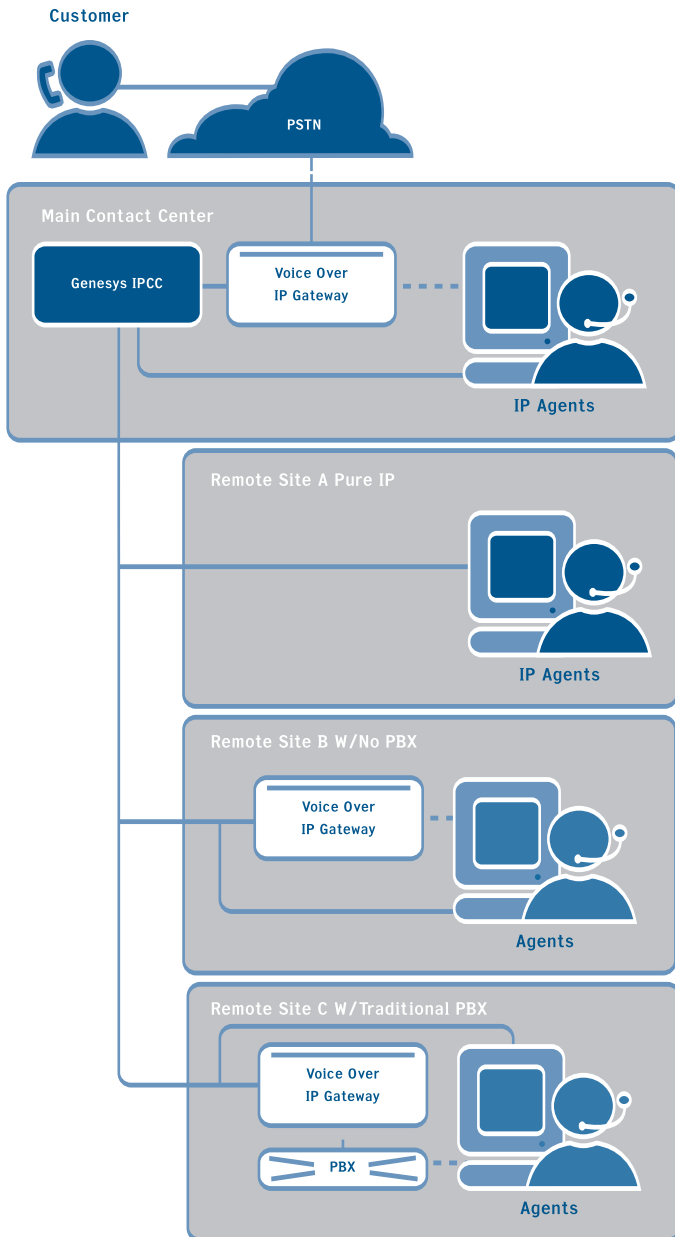 Customer
PSTN
Main Contact Center
Genesys IPCC
Voice Over
IP Gateway
IP Agents
Remote Site A Pure IP
IP Agents
Remote Site B W/No PBX
Voice Over
IP Gateway
Agents
Remote Site C W/Traditional PBX
Voice Over
IP Gateway
PBX
Agents